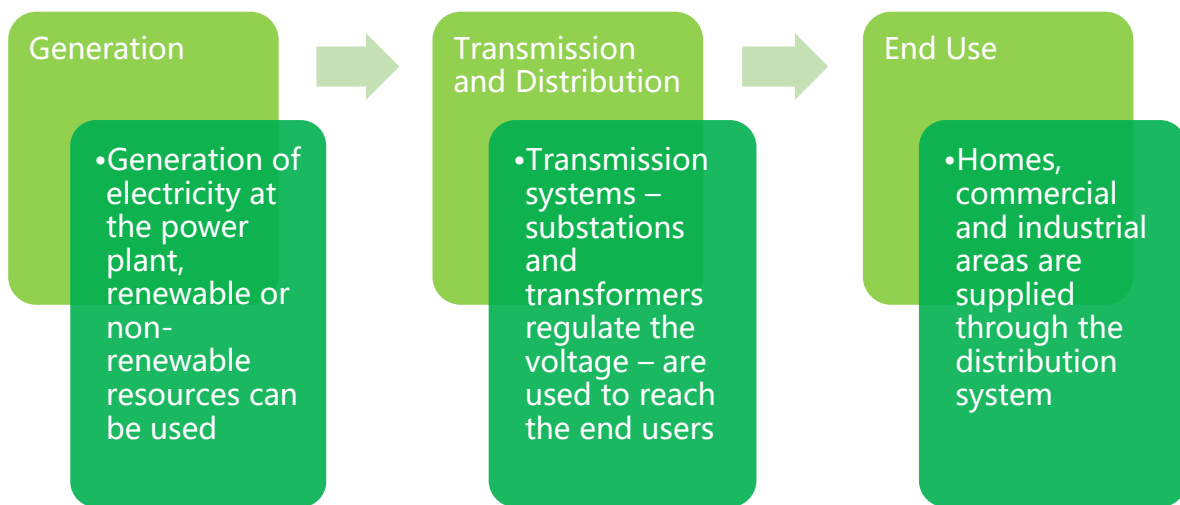 Generation
•Generation of
electricity at
the power
plant,
renewable or
non-
renewable
resources can
be used
Transmission
and Distribution
•Transmission
systems –
substations
and
transformers
regulate the
voltage – are
used to reach
the end users
End Use
•Homes,
commercial
and industrial
areas are
supplied
through the
distribution
system